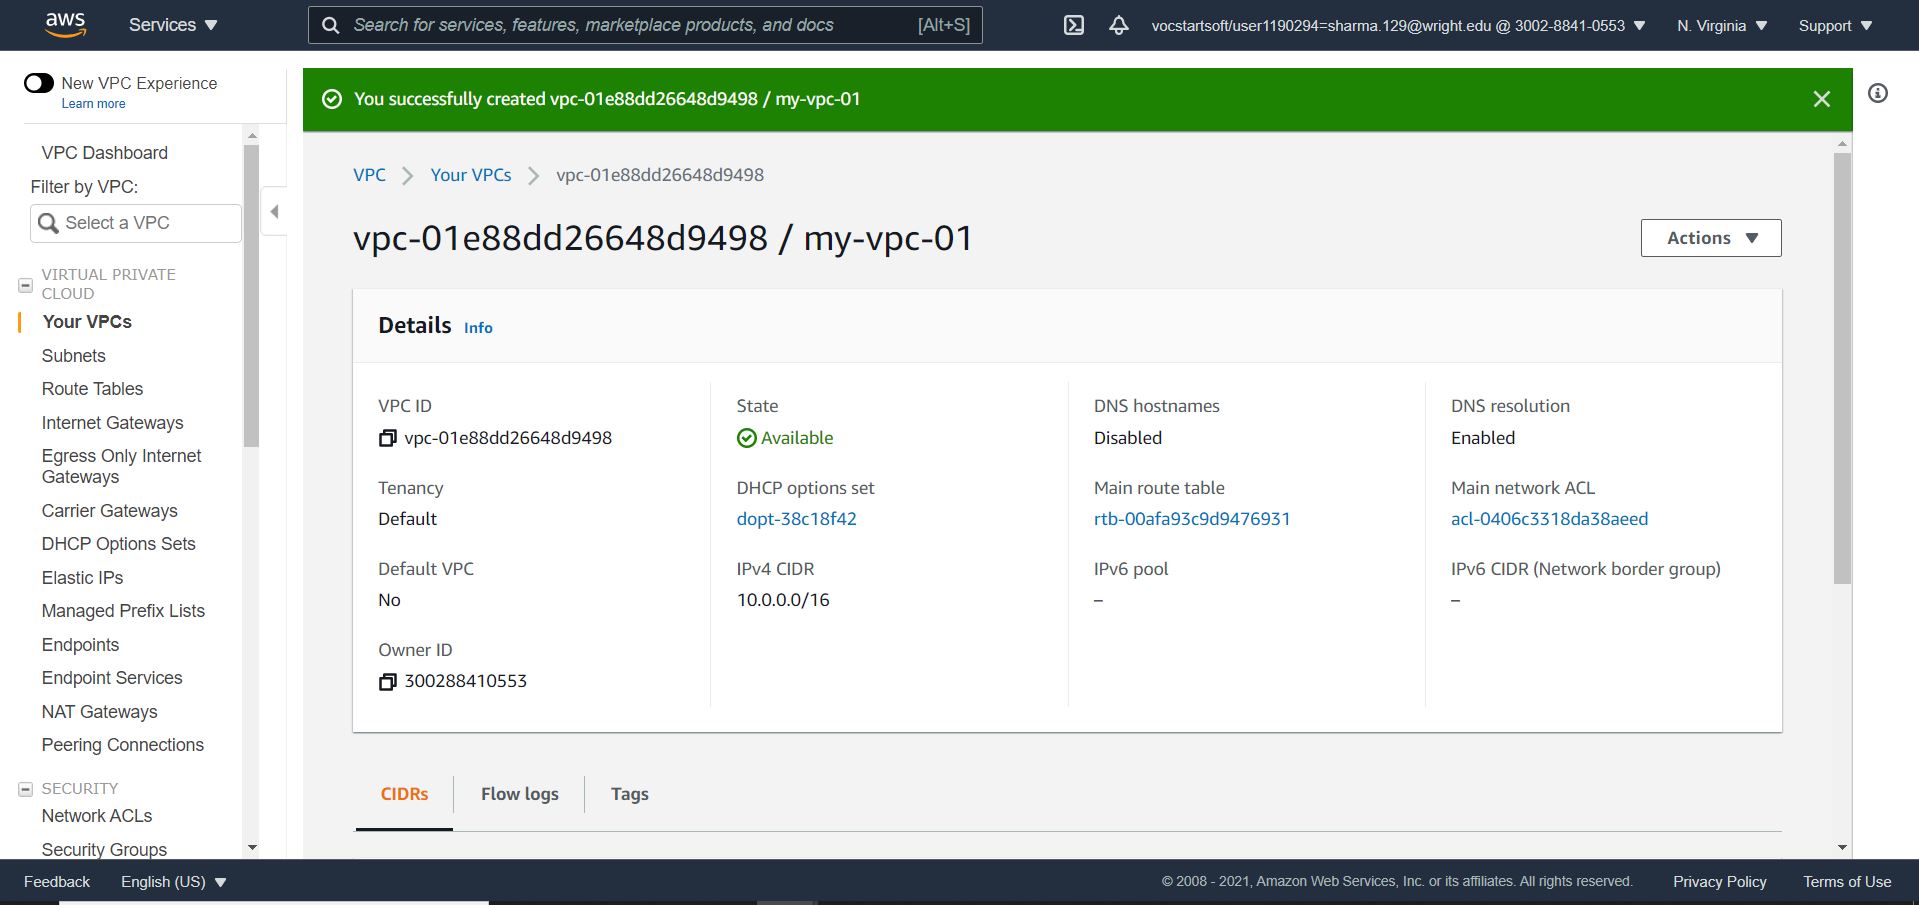 aws
Services
Search for services, features, marketplace products, and docs [Alt+S]
vocstartsoft/user1190294=sharma.129@wright.edu @ 3002-8841-0553
N. Virginia
Support
New VPC Experience
Learn more
VPC Dashboard
Filter by VPC:
Select a VPC
VIRTUAL PRIVATE
CLOUD
Your VPCs
Subnets
Route Tables
Internet Gateways
Egress Only Internet
Gateways
Carrier Gateways
DHCP Options Sets
Elastic IPs
Managed Prefix Lists
Endpoints
Endpoint Services
NAT Gateways
Peering Connections
SECURITY
Network ACLs
Security Groups
You successfully created vpc-01e88dd26648d9498 / my-vpc-01
VPC
Your VPCs
vpc-01e88dd26648d9498
vpc-01e88dd26648d9498 / my-vpc-01
Actions
Details Info
VPC ID
vpc-01e88dd26648d9498
State
Available
DNS hostnames
Disabled
DNS resolution
Enabled
Tenancy
Default
DHCP options set
dopt-38c18f42
Main route table
rtb-00afa93c9d9476931
Main network ACL
acl-0406c3318da38aeed
Default VPC
No
IPv4 CIDR
10.0.0.0/16
IPv6 pool
–
IPv6 CIDR (Network border group)
–
Owner ID
300288410553
CIDRs
Flow logs
Tags
Feedback
English (US)
© 2008 - 2021, Amazon Web Services, Inc. or its affiliates. All rights reserved.
Privacy Policy
Terms of Use